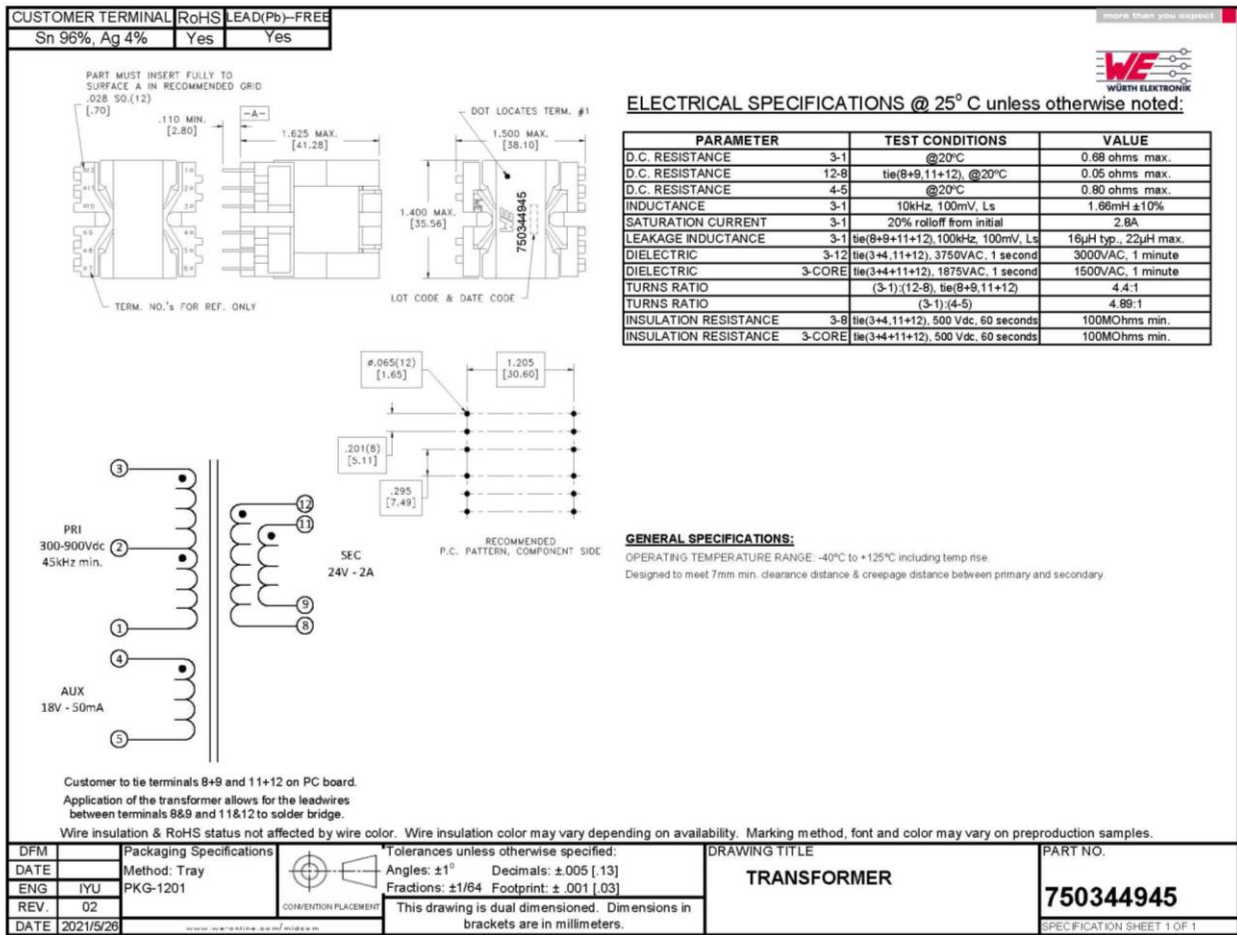 CUSTOMER TERMINAL RoHS LEAD(Pb)-FREE
Sn 96%, Ag 4% Yes Yes
more than you expect
WE
WÜRTH ELEKTRONIK
PART MUST INSERT FULLY TO
SURFACE A IN RECOMMENDED GRID
.028 SQ.(12)
[.70]
.110 MIN.
[2.80]
-A-
1.625 MAX.
[41.28]
DOT LOCATES TERM. #1
1.500 MAX.
[38.10]
1.400 MAX.
[35.56]
WE
750344945
LOT CODE & DATE CODE
TERM. NO.'s FOR REF. ONLY
ELECTRICAL SPECIFICATIONS @ 25° C unless otherwise noted:
PARAMETER TEST CONDITIONS VALUE
D.C. RESISTANCE 3-1 @20°C 0.68 ohms max.
D.C. RESISTANCE 12-8 tie(8+9,11+12), @20°C 0.05 ohms max.
D.C. RESISTANCE 4-5 @20°C 0.80 ohms max.
INDUCTANCE 3-1 10kHz, 100mV, Ls 1.66mH ±10%
SATURATION CURRENT 3-1 20% rolloff from initial 2.8A
LEAKAGE INDUCTANCE 3-1 tie(8+9+11+12),100kHz, 100mV, Ls 16µH typ., 22µH max.
DIELECTRIC 3-12 tie(3+4,11+12), 3750VAC, 1 second 3000VAC, 1 minute
DIELECTRIC 3-CORE tie(3+4+11+12), 1875VAC, 1 second 1500VAC, 1 minute
TURNS RATIO (3-1):(12-8), tie(8+9,11+12) 4.4:1
TURNS RATIO (3-1):(4-5) 4.89:1
INSULATION RESISTANCE 3-8 tie(3+4,11+12), 500 Vdc, 60 seconds 100MOhms min.
INSULATION RESISTANCE 3-CORE tie(3+4+11+12), 500 Vdc, 60 seconds 100MOhms min.
ø.065(12)
[1.65]
1.205
[30.60]
.201(8)
[5.11]
.295
[7.49]
RECOMMENDED
P.C. PATTERN, COMPONENT SIDE
3
PRI
300-900Vdc
45kHz min.
2
1
4
AUX
18V - 50mA
5
12
11
SEC
24V - 2A
9
8
GENERAL SPECIFICATIONS:
OPERATING TEMPERATURE RANGE: -40°C to +125°C including temp rise.
Designed to meet 7mm min. clearance distance & creepage distance between primary and secondary.
Customer to tie terminals 8+9 and 11+12 on PC board.
Application of the transformer allows for the leadwires
between terminals 8&9 and 11&12 to solder bridge.
Wire insulation & RoHS status not affected by wire color. Wire insulation color may vary depending on availability. Marking method, font and color may vary on preproduction samples.
DFM
DATE
ENG IYU
REV. 02
DATE 2021/5/26
Packaging Specifications
Method: Tray
PKG-1201
www.we-online.com/midcom
CONVENTION PLACEMENT
Tolerances unless otherwise specified:
Angles: ±1° Decimals: ±.005 [.13]
Fractions: ±1/64 Footprint: ± .001 [.03]
This drawing is dual dimensioned. Dimensions in
brackets are in millimeters.
DRAWING TITLE
TRANSFORMER
PART NO.
750344945
SPECIFICATION SHEET 1 OF 1